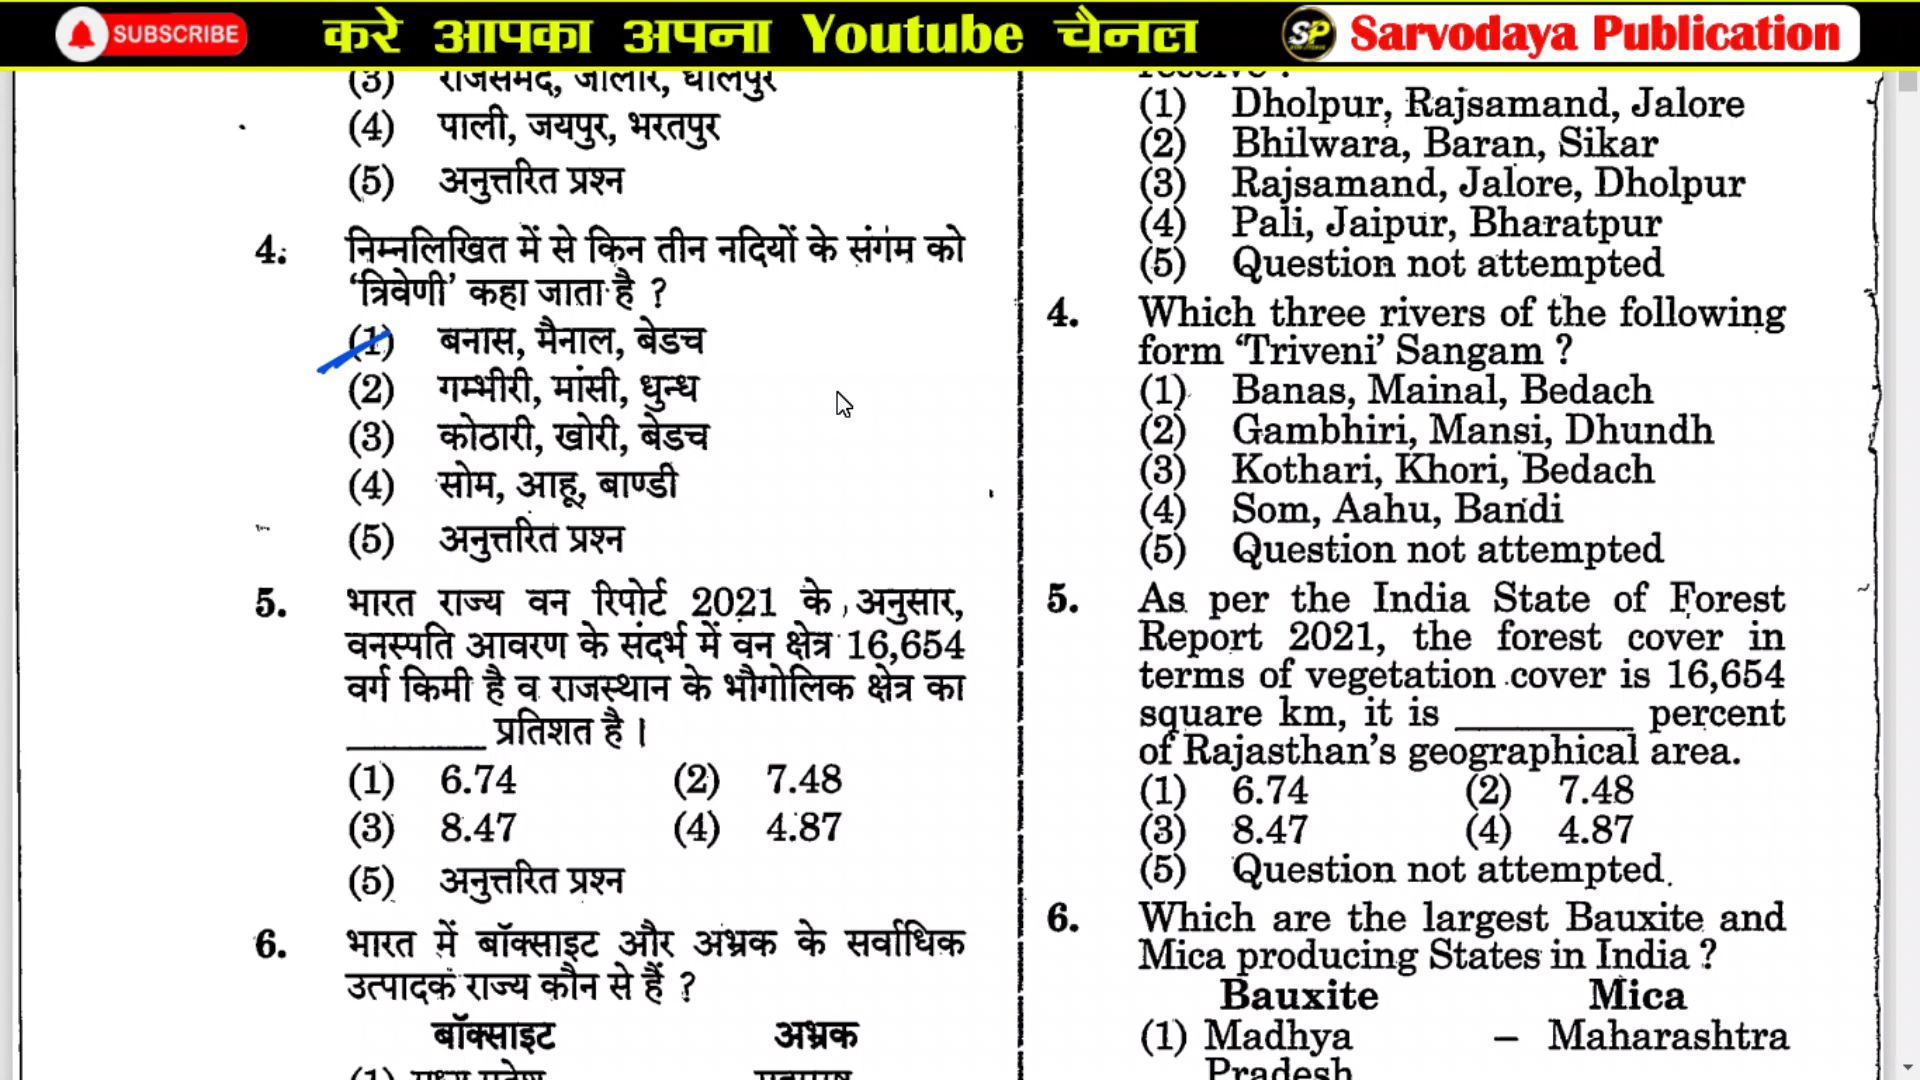 SUBSCRIBE
करे आपका अपना Youtube चैनल
SP
Sarvodaya Publication
(3) राजसमंद, जालौर, धौलपुर
(4) पाली, जयपुर, भरतपुर
(5) अनुत्तरित प्रश्न
4. निम्नलिखित में से किन तीन नदियों के संगम को
‘त्रिवेणी’ कहा जाता है ?
(1) बनास, मैनाल, बेडच
(2) गम्भीरी, मांसी, धुन्ध
(3) कोठारी, खोरी, बेडच
(4) सोम, आहू, बाण्डी
(5) अनुत्तरित प्रश्न
5. भारत राज्य वन रिपोर्ट 2021 के अनुसार,
वनस्पति आवरण के संदर्भ में वन क्षेत्र 16,654
वर्ग किमी है व राजस्थान के भौगोलिक क्षेत्र का
_______ प्रतिशत है ।
(1) 6.74 (2) 7.48
(3) 8.47 (4) 4.87
(5) अनुत्तरित प्रश्न
6. भारत में बॉक्साइट और अभ्रक के सर्वाधिक
उत्पादक राज्य कौन से हैं ?
बॉक्साइट अभ्रक
(1) मध्य प्रदेश महाराष्ट्र
receive ?
(1) Dholpur, Rajsamand, Jalore
(2) Bhilwara, Baran, Sikar
(3) Rajsamand, Jalore, Dholpur
(4) Pali, Jaipur, Bharatpur
(5) Question not attempted
4. Which three rivers of the following
form ‘Triveni’ Sangam ?
(1) Banas, Mainal, Bedach
(2) Gambhiri, Mansi, Dhundh
(3) Kothari, Khori, Bedach
(4) Som, Aahu, Bandi
(5) Question not attempted
5. As per the India State of Forest
Report 2021, the forest cover in
terms of vegetation cover is 16,654
square km, it is _________ percent
of Rajasthan’s geographical area.
(1) 6.74 (2) 7.48
(3) 8.47 (4) 4.87
(5) Question not attempted
6. Which are the largest Bauxite and
Mica producing States in India ?
Bauxite Mica
(1) Madhya – Maharashtra
Pradesh